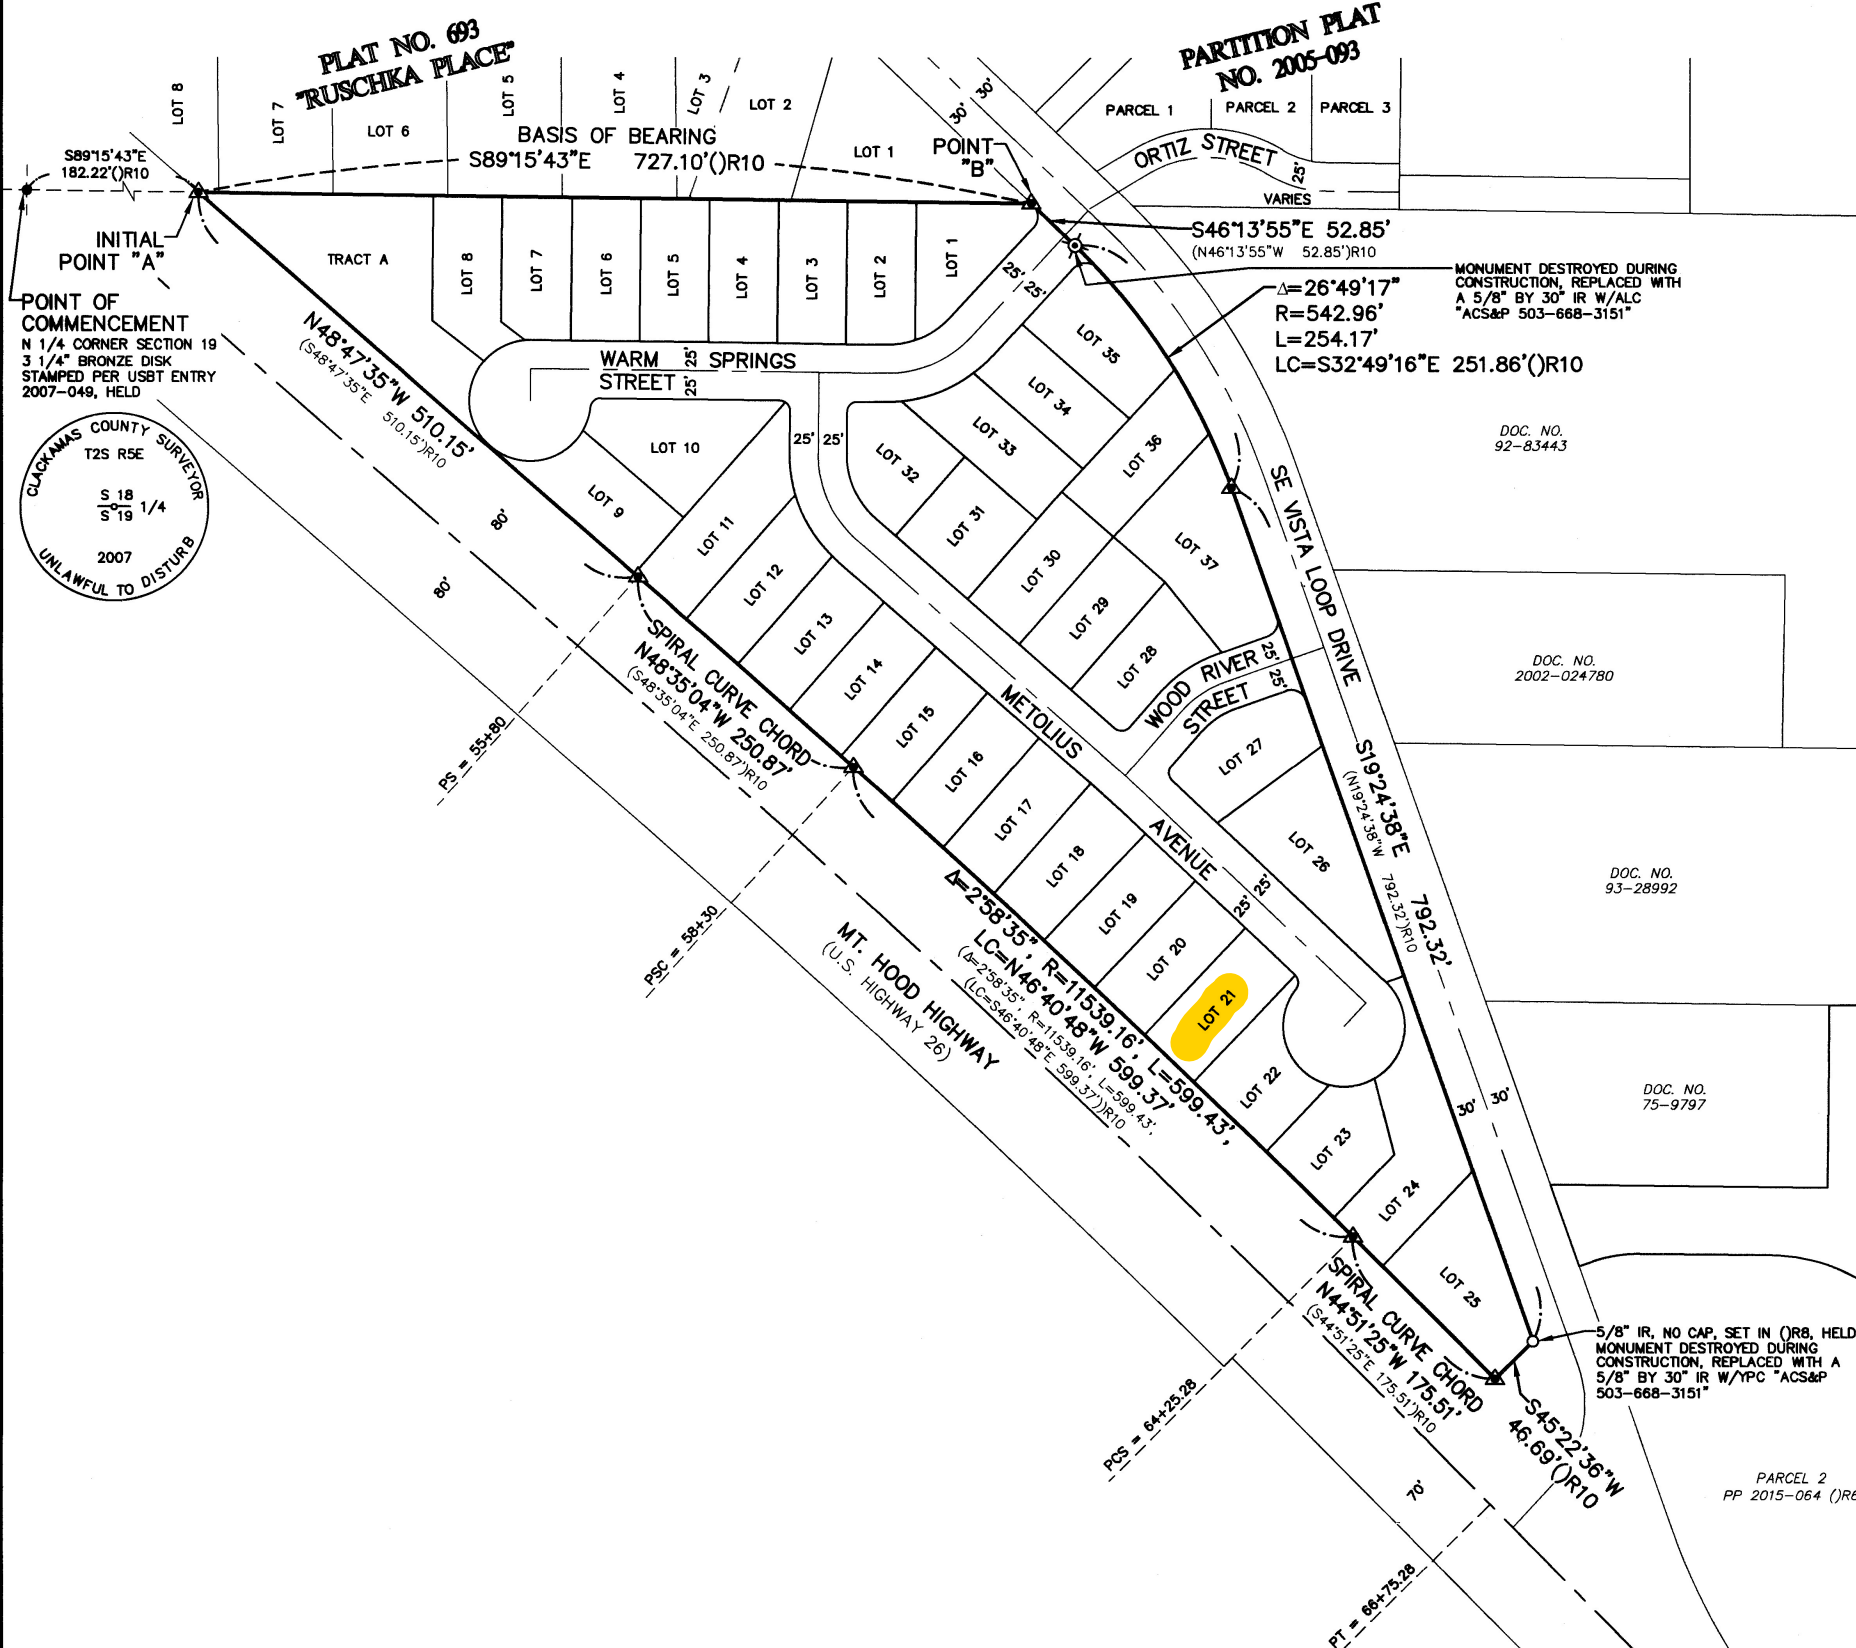 PLAT NO. 693
"RUSCHKA PLACE"
PARTITION PLAT
NO. 2005-093
LOT 8
LOT 7
LOT 6
LOT 5
LOT 4
LOT 3
LOT 2
LOT 1
BASIS OF BEARING
S89°15'43"E 727.10'()R10
S89°15'43"E
182.22'()R10
POINT
"B"
30' 30'
PARCEL 1
PARCEL 2
PARCEL 3
ORTIZ STREET
25'
VARIES
S46°13'55"E 52.85'
(N46°13'55"W 52.85')R10
MONUMENT DESTROYED DURING
CONSTRUCTION, REPLACED WITH
A 5/8" BY 30" IR W/ALC
"ACS&P 503-668-3151"
Δ=26°49'17"
R=542.96'
L=254.17'
LC=S32°49'16"E 251.86'()R10
INITIAL
POINT "A"
POINT OF
COMMENCEMENT
N 1/4 CORNER SECTION 19
3 1/4" BRONZE DISK
STAMPED PER USBT ENTRY
2007-049, HELD
CLACKAMAS COUNTY SURVEYOR
T2S R5E
S 18
S 19
1/4
2007
UNLAWFUL TO DISTURB
TRACT A
LOT 8
LOT 7
LOT 6
LOT 5
LOT 4
LOT 3
LOT 2
LOT 1
25' 25'
WARM SPRINGS
STREET
25' 25'
N48°47'35"W 510.15'
(S48°47'35"E 510.15')R10
80'
80'
LOT 9
LOT 10
25' 25'
LOT 11
LOT 12
LOT 13
LOT 14
LOT 15
LOT 16
LOT 17
LOT 18
LOT 19
LOT 20
LOT 21
LOT 22
LOT 23
LOT 24
LOT 25
LOT 26
LOT 27
LOT 28
LOT 29
LOT 30
LOT 31
LOT 32
LOT 33
LOT 34
LOT 35
LOT 36
LOT 37
SE VISTA LOOP DRIVE
WOOD RIVER
STREET
25' 25'
METOLIUS
AVENUE
25' 25'
S19°24'38"E 792.32'
(N19°24'38"W 792.32')R10
30' 30'
SPIRAL CURVE CHORD
N48°35'04"W 250.87'
(S48°35'04"E 250.87')R10
PS = 55+80
PSC = 58+30
Δ=2°58'35", R=11539.16', L=599.43',
LC=N46°40'48"W 599.37'
(Δ=2°58'35", R=11539.16', L=599.43',
(LC=S46°40'48"E 599.37'))R10
MT. HOOD HIGHWAY
(U.S. HIGHWAY 26)
SPIRAL CURVE CHORD
N44°51'25"W 175.51'
(S44°51'25"E 175.51')R10
PCS = 64+25.28
PT = 66+75.28
70'
S45°22'36"W
46.69'()R10
5/8" IR, NO CAP, SET IN ()R8, HELD
MONUMENT DESTROYED DURING
CONSTRUCTION, REPLACED WITH A
5/8" BY 30" IR W/YPC "ACS&P
503-668-3151"
DOC. NO.
92-83443
DOC. NO.
2002-024780
DOC. NO.
93-28992
DOC. NO.
75-9797
PARCEL 2
PP 2015-064 ()R6